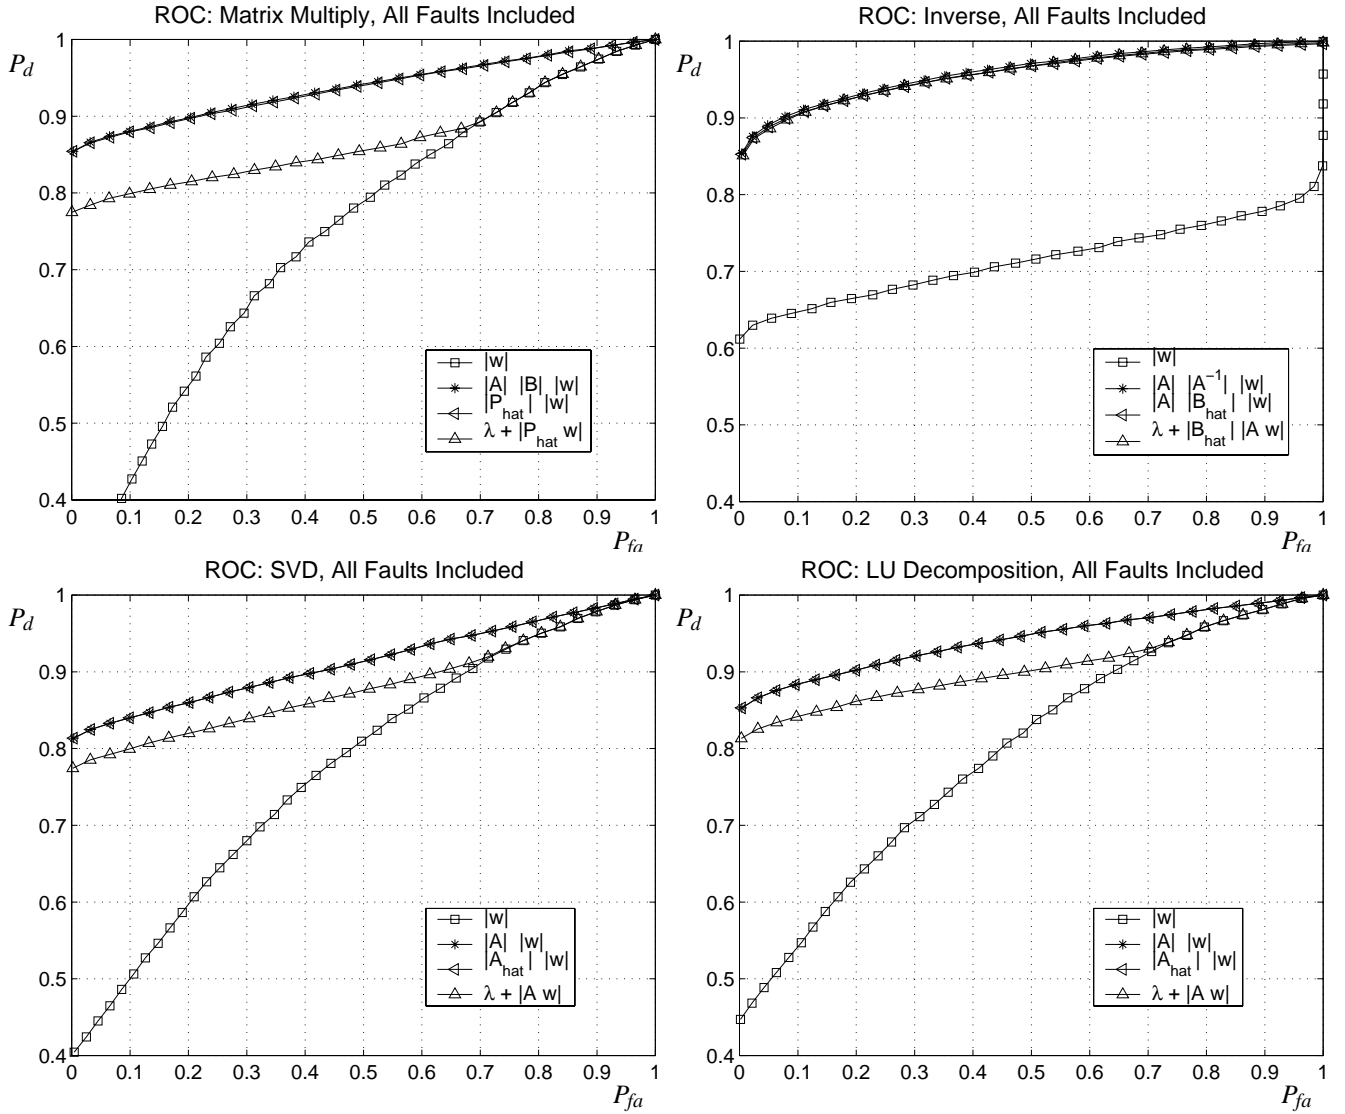 ROC: Matrix Multiply, All Faults Included
P_d
1
0.9
0.8
0.7
0.6
0.5
0.4
|w|
|A| |B| |w|
|P_hat| |w|
λ + |P_hat w|
0 0.1 0.2 0.3 0.4 0.5 0.6 0.7 0.8 0.9 1
P_fa
ROC: Inverse, All Faults Included
P_d
1
0.9
0.8
0.7
0.6
0.5
0.4
|w|
|A| |A^−1| |w|
|A| |B_hat| |w|
λ + |B_hat| |A w|
0 0.1 0.2 0.3 0.4 0.5 0.6 0.7 0.8 0.9 1
P_fa
ROC: SVD, All Faults Included
P_d
1
0.9
0.8
0.7
0.6
0.5
0.4
|w|
|A| |w|
|A_hat| |w|
λ + |A w|
0 0.1 0.2 0.3 0.4 0.5 0.6 0.7 0.8 0.9 1
P_fa
ROC: LU Decomposition, All Faults Included
P_d
1
0.9
0.8
0.7
0.6
0.5
0.4
|w|
|A| |w|
|A_hat| |w|
λ + |A w|
0 0.1 0.2 0.3 0.4 0.5 0.6 0.7 0.8 0.9 1
P_fa